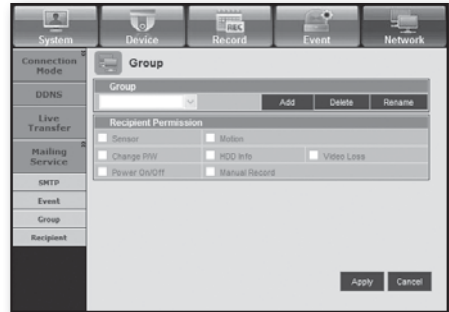 System Device Record Event Network
REC
Connection Mode
DDNS
Live Transfer
Mailing Service
SMTP
Event
Group
Recipient
Group
Group
Add Delete Rename
Recipient Permission
Sensor Motion
Change P/W HDD Info Video Loss
Power On/Off Manual Record
Apply Cancel